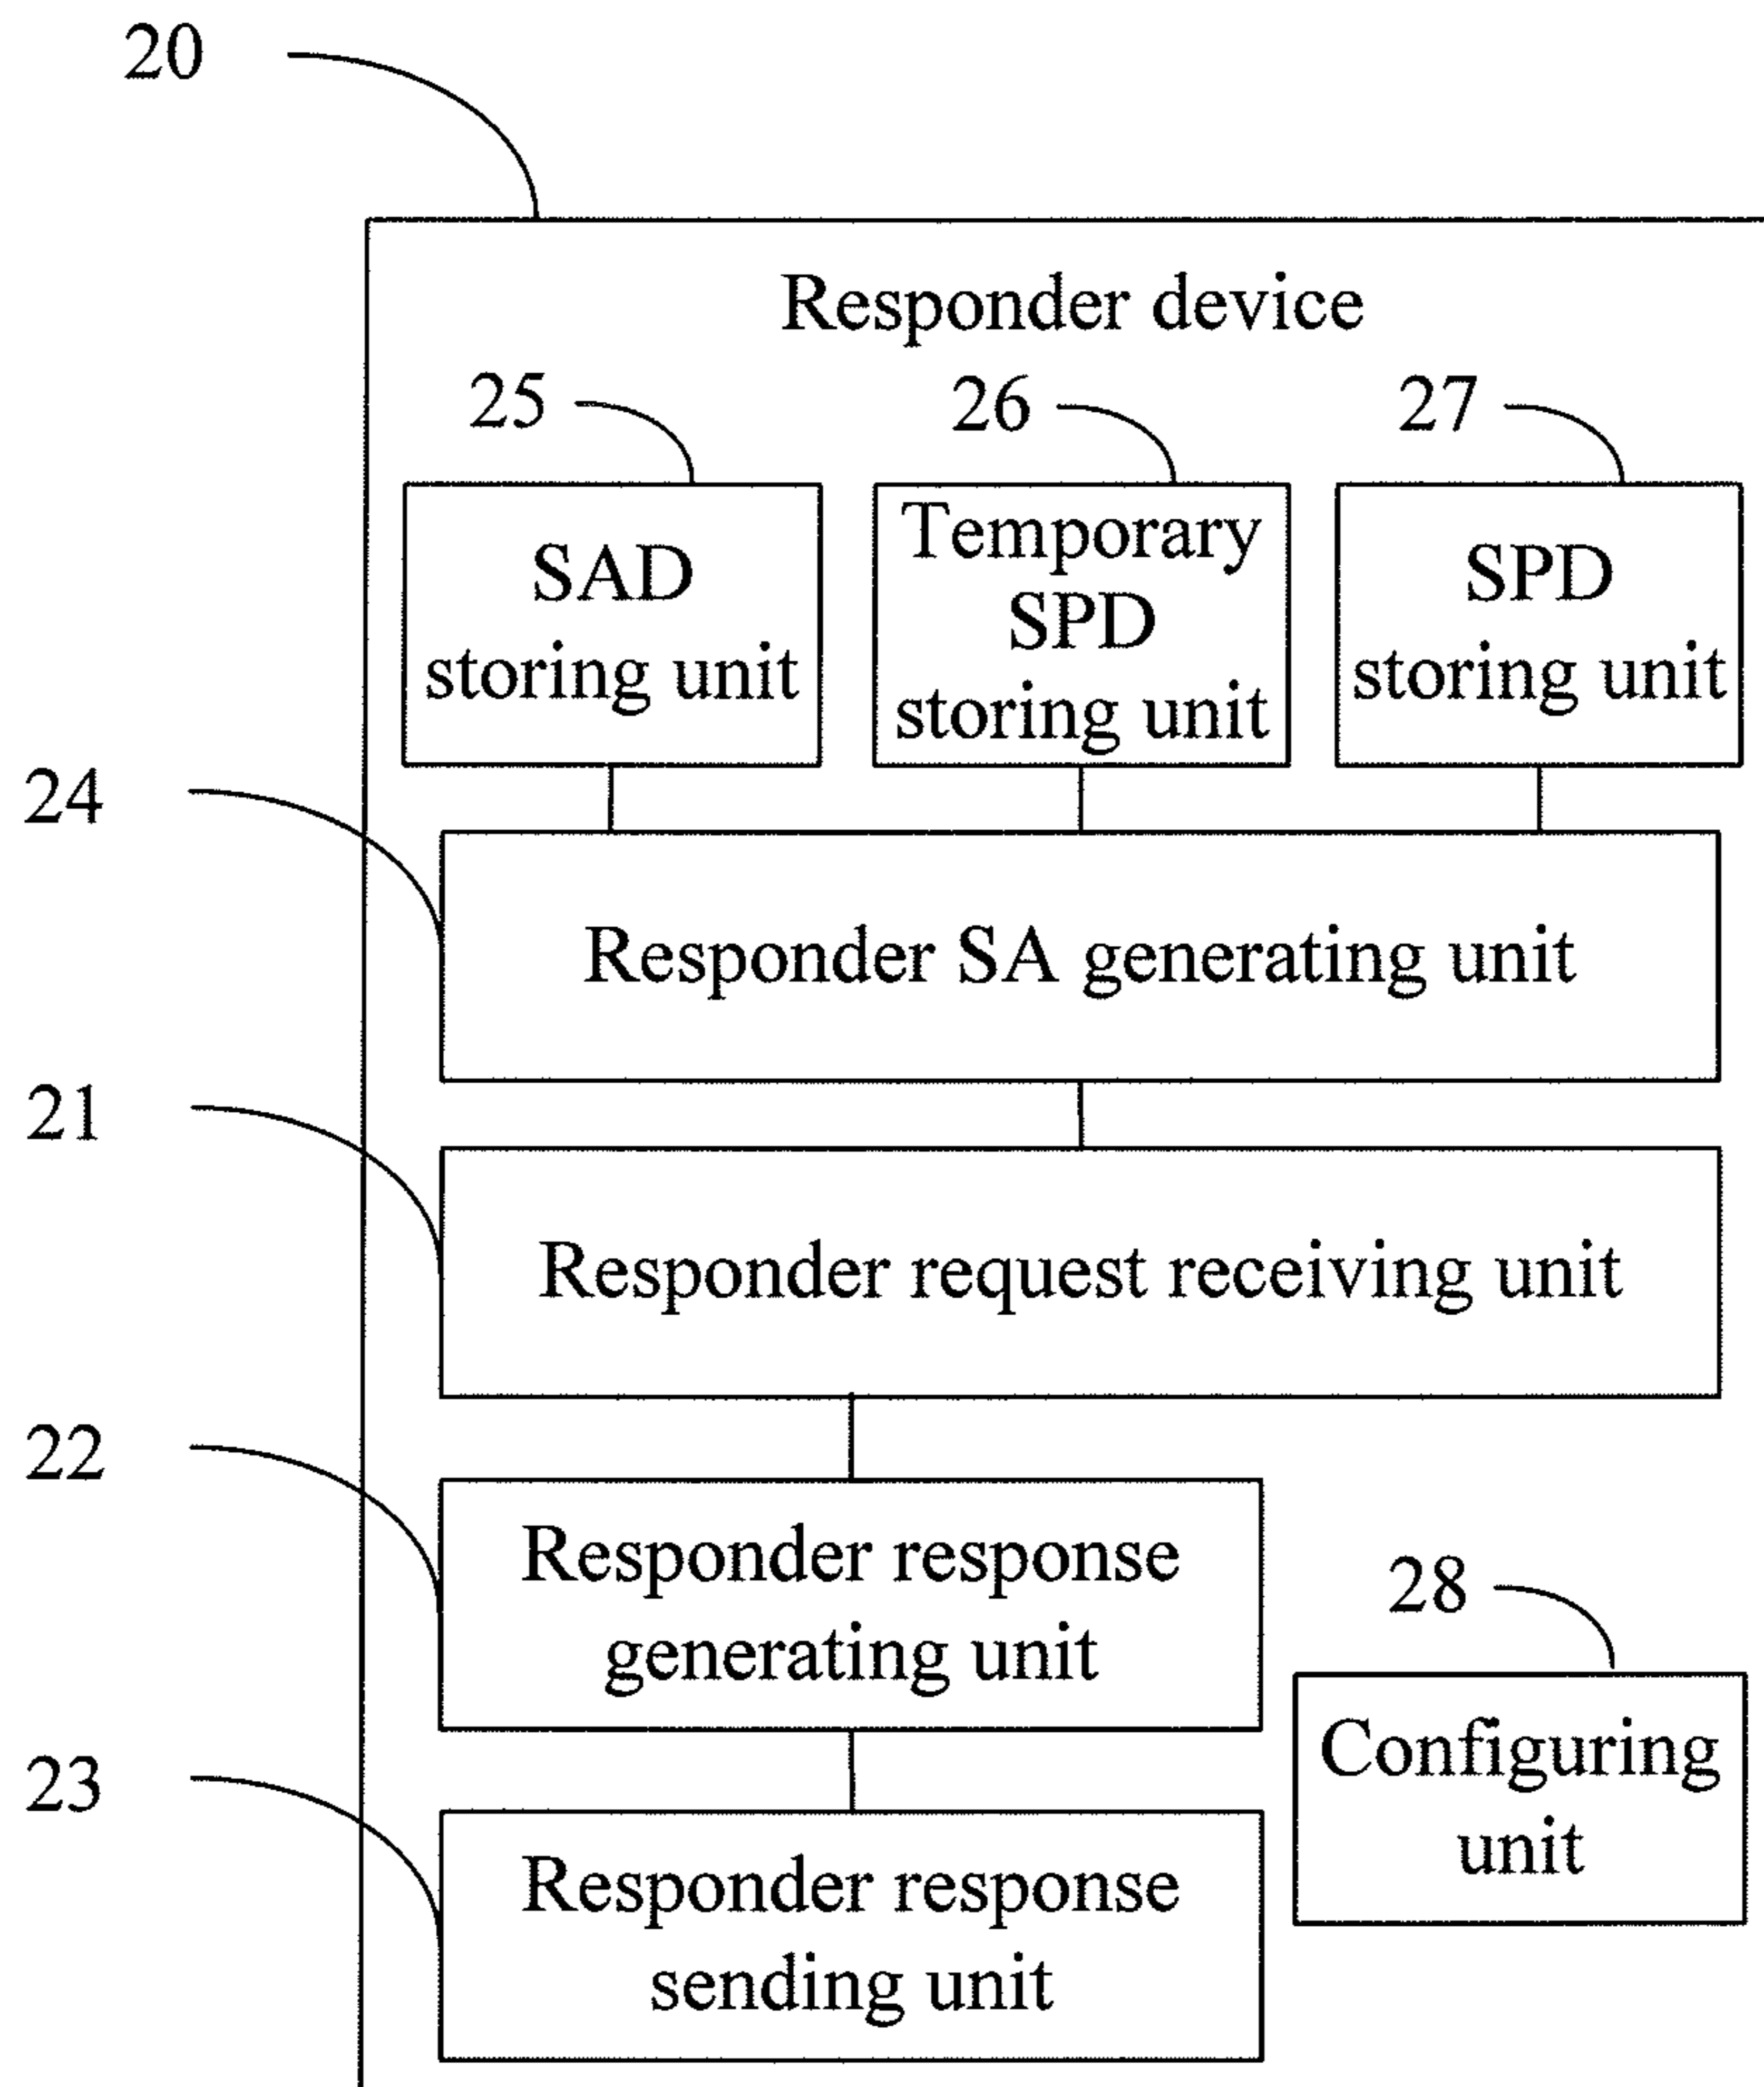 20
Responder device
25
26
27
SAD
storing unit
Temporary
SPD
storing unit
SPD
storing unit
24
Responder SA generating unit
21
Responder request receiving unit
22
Responder response
generating unit
28
Configuring
unit
23
Responder response
sending unit